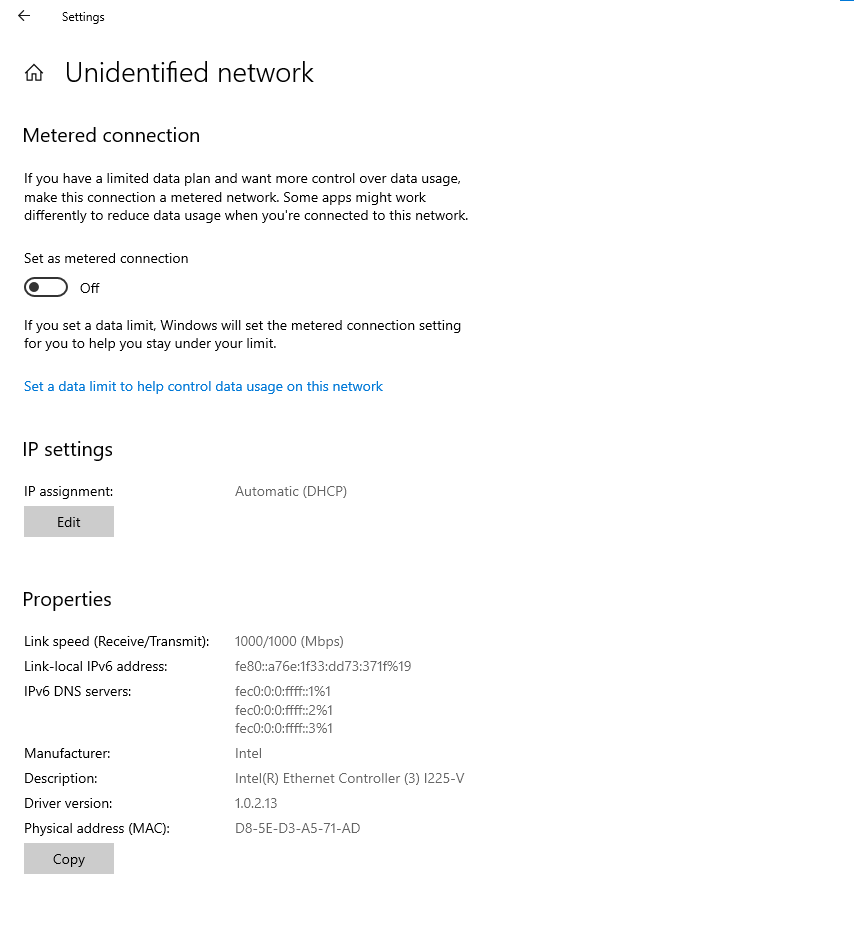 Settings
Unidentified network
Metered connection
If you have a limited data plan and want more control over data usage,
make this connection a metered network. Some apps might work
differently to reduce data usage when you're connected to this network.
Set as metered connection
Off
If you set a data limit, Windows will set the metered connection setting
for you to help you stay under your limit.
Set a data limit to help control data usage on this network
IP settings
IP assignment: Automatic (DHCP)
Edit
Properties
Link speed (Receive/Transmit): 1000/1000 (Mbps)
Link-local IPv6 address: fe80::a76e:1f33:dd73:371f%19
IPv6 DNS servers: fec0:0:0:ffff::1%1
fec0:0:0:ffff::2%1
fec0:0:0:ffff::3%1
Manufacturer: Intel
Description: Intel(R) Ethernet Controller (3) I225-V
Driver version: 1.0.2.13
Physical address (MAC): D8-5E-D3-A5-71-AD
Copy